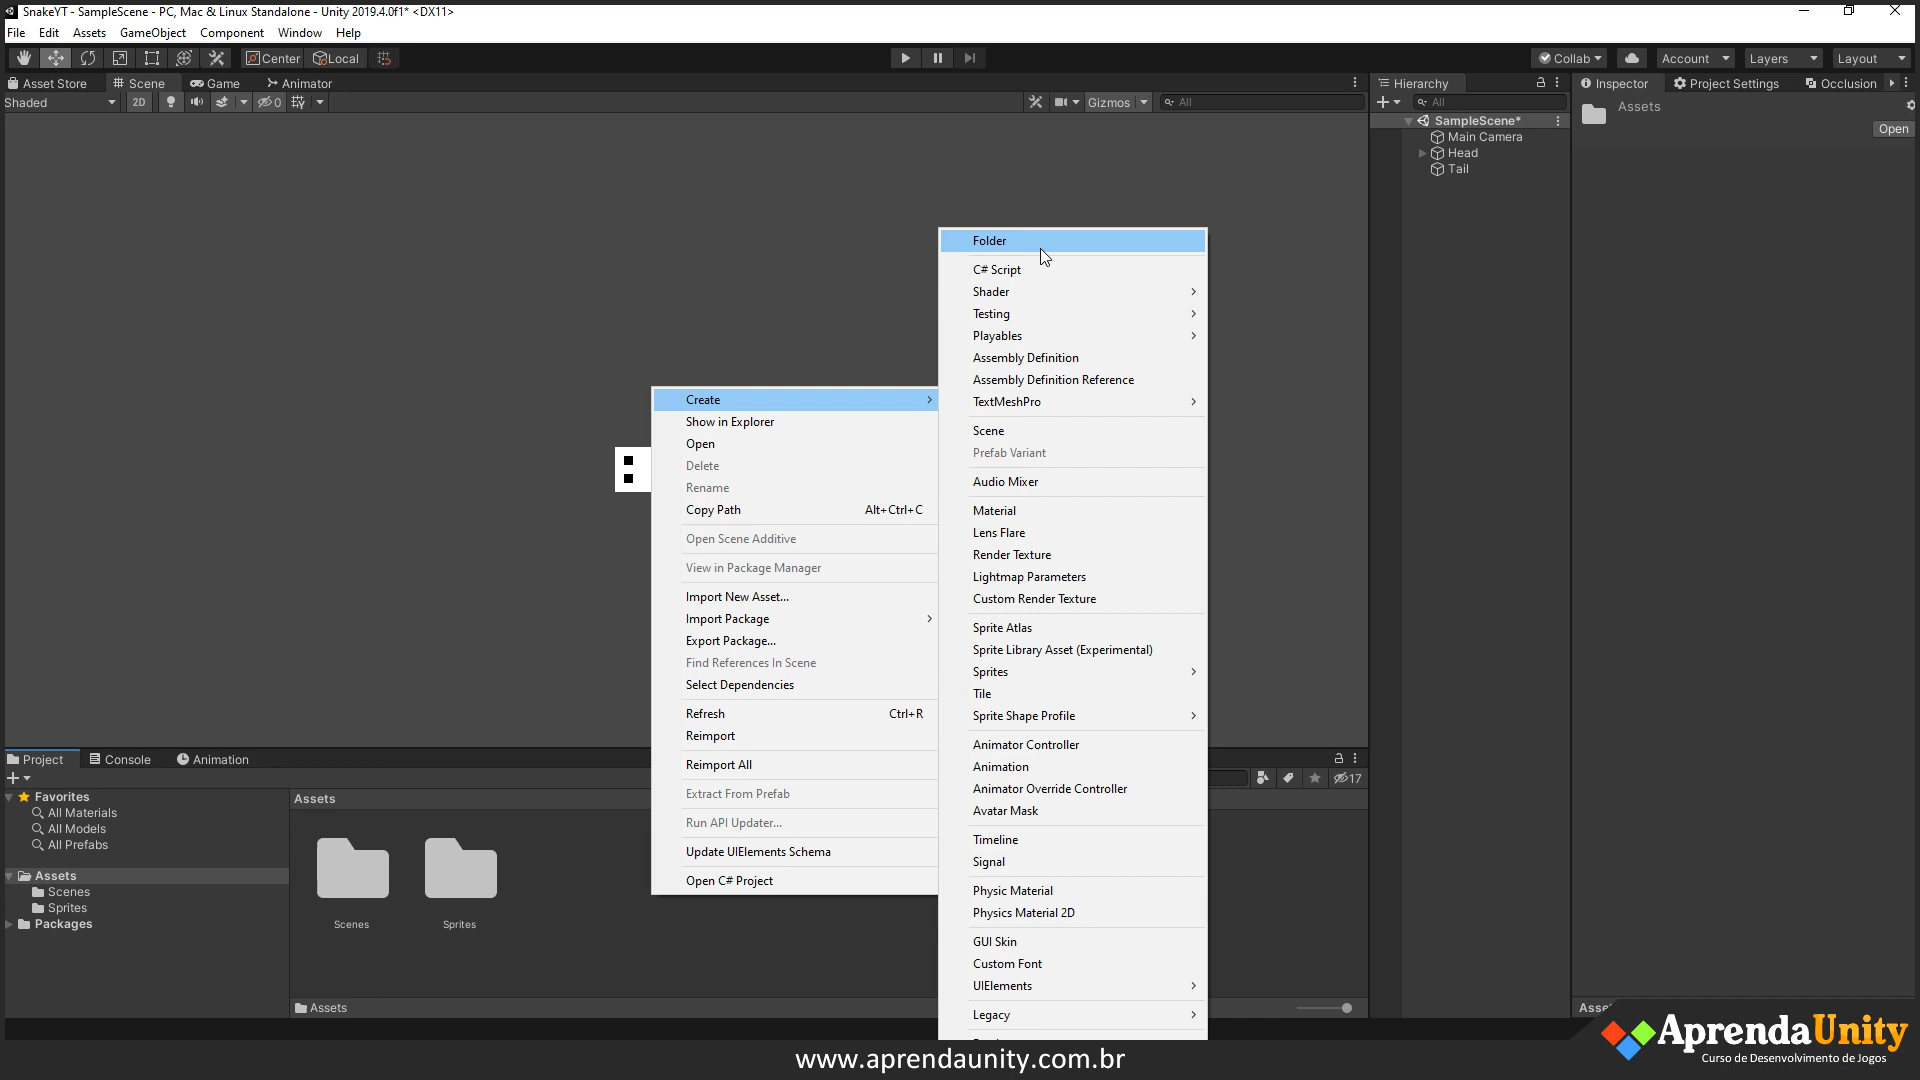 SnakeYT - SampleScene - PC, Mac & Linux Standalone - Unity 2019.4.0f1* <DX11>
File Edit Assets GameObject Component Window Help
Center Local Collab Account Layers Layout
Asset Store Scene Game Animator Hierarchy Inspector Project Settings Occlusion
Shaded 2D 0 Gizmos All All Assets
Open
SampleScene*
Main Camera
Head
Tail
Folder
C# Script
Shader
Testing
Playables
Assembly Definition
Assembly Definition Reference
TextMeshPro
Scene
Prefab Variant
Audio Mixer
Material
Lens Flare
Render Texture
Lightmap Parameters
Custom Render Texture
Sprite Atlas
Sprite Library Asset (Experimental)
Sprites
Tile
Sprite Shape Profile
Animator Controller
Animation
Animator Override Controller
Avatar Mask
Timeline
Signal
Physic Material
Physics Material 2D
GUI Skin
Custom Font
UIElements
Legacy
Create
Show in Explorer
Open
Delete
Rename
Copy Path Alt+Ctrl+C
Open Scene Additive
View in Package Manager
Import New Asset...
Import Package
Export Package...
Find References In Scene
Select Dependencies
Refresh Ctrl+R
Reimport
Reimport All
Extract From Prefab
Run API Updater...
Update UIElements Schema
Open C# Project
Project Console Animation
17
Favorites
All Materials
All Models
All Prefabs
Assets
Scenes
Sprites
Packages
Assets
Scenes Sprites
Assets
AprendaUnity
Curso de Desenvolvimento de Jogos
www.aprendaunity.com.br